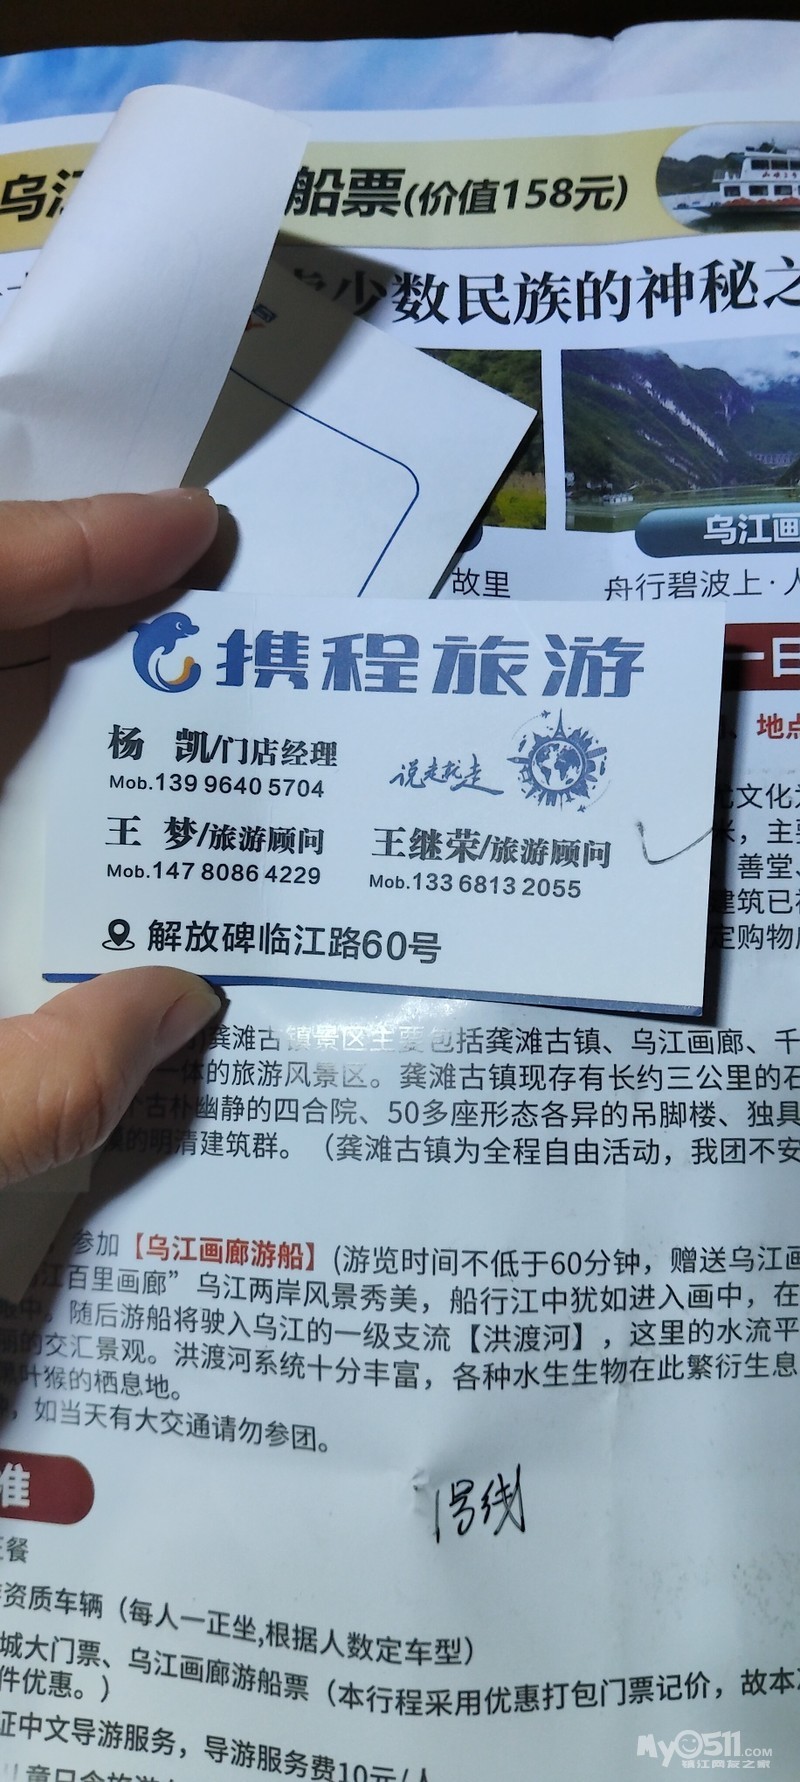 乌江
船票(价值158元)
少数民族的神秘之
乌江画
故里
舟行碧波上·人
一日
携程旅游
、地点
杨 凯/门店经理
Mob.139 9640 5704
说走就走
文化
王 梦/旅游顾问
Mob.147 8086 4229
王继荣/旅游顾问
Mob.133 6813 2055
米，主要
善堂、
建筑已
定购物
解放碑临江路60号
龚滩古镇景区主要包括龚滩古镇、乌江画廊、千
一体的旅游风景区。龚滩古镇现存有长约三公里的石
个古朴幽静的四合院、50多座形态各异的吊脚楼、独具
的明清建筑群。（龚滩古镇为全程自由活动，我团不安
参加【乌江画廊游船】(游览时间不低于60分钟，赠送乌江画
江百里画廊”乌江两岸风景秀美，船行江中犹如进入画中，在
中。随后游船将驶入乌江的一级支流【洪渡河】，这里的水流平
丽的交汇景观。洪渡河系统十分丰富，各种水生生物在此繁衍生息
叶猴的栖息地。
，如当天有大交通请勿参团。
准
1号线
正餐
资质车辆（每人一正坐,根据人数定车型）
城大门票、乌江画廊游船票（本行程采用优惠打包门票记价，故本
件优惠。）
证中文导游服务，导游服务费10元/人
儿童只含旅游
My0511.COM
镇江网友之家